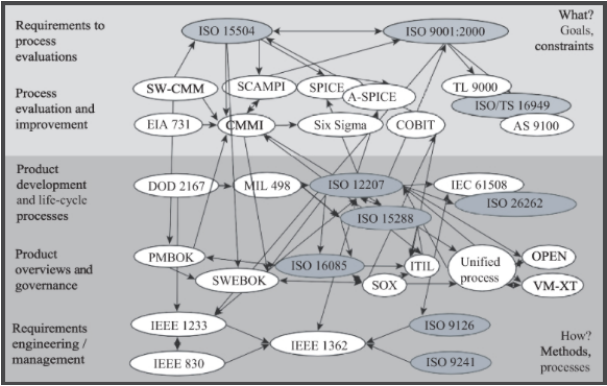 Requirements to
process
evaluations
ISO 15504
ISO 9001:2000
What?
Goals,
constraints
Process
evaluation and
improvement
SW-CMM
SCAMPI
SPICE
A-SPICE
TL 9000
ISO/TS 16949
EIA 731
CMMI
Six Sigma
COBIT
AS 9100
Product
development
and life-cycle
processes
DOD 2167
MIL 498
ISO 12207
IEC 61508
ISO 26262
ISO 15288
Product
overviews and
governance
PMBOK
SWEBOK
ISO 16085
SOX
ITIL
Unified
process
OPEN
VM-XT
Requirements
engineering /
management
IEEE 1233
IEEE 830
IEEE 1362
ISO 9126
ISO 9241
How?
Methods,
processes